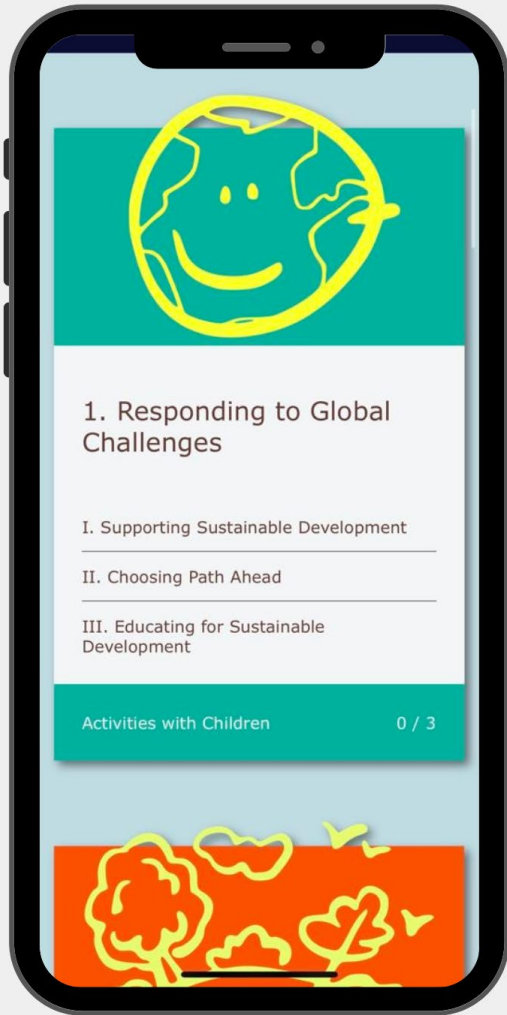 1. Responding to Global
Challenges
I. Supporting Sustainable Development
II. Choosing Path Ahead
III. Educating for Sustainable
Development
Activities with Children 0 / 3